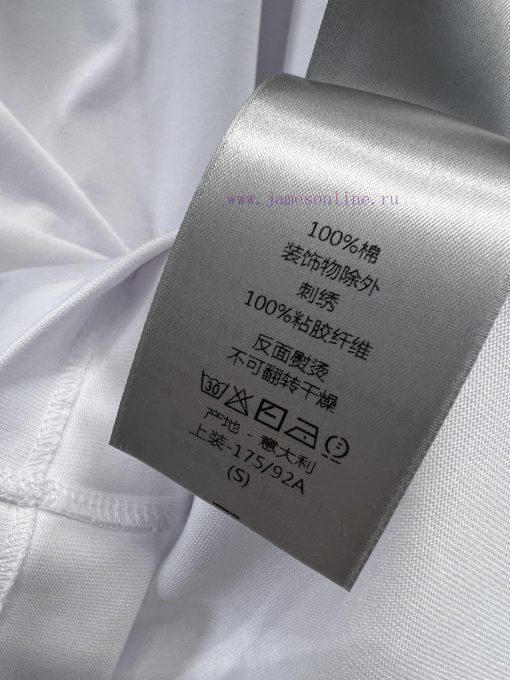 www.jamesonline.ru
100%棉
装饰物除外
刺绣
100%粘胶纤维
反面熨烫
不可翻转干燥
30
产地 - 意大利
上装-175/92A
(S)